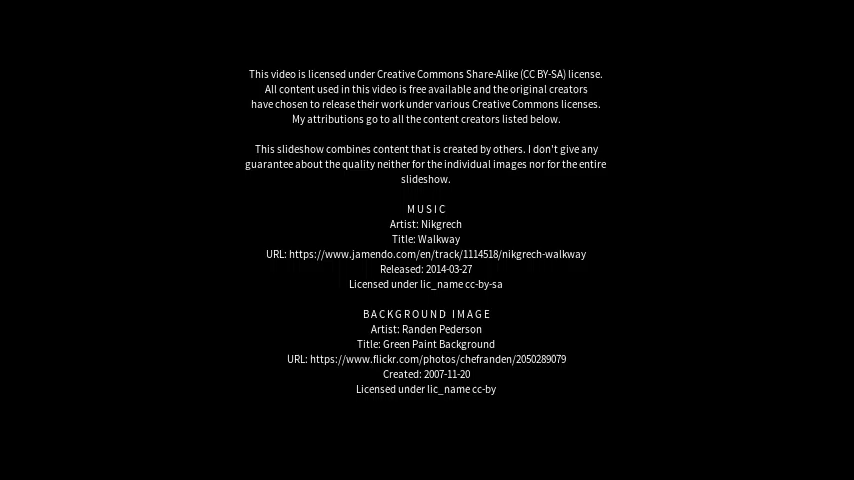 This video is licensed under Creative Commons Share-Alike (CC BY-SA) license.
All content used in this video is free available and the original creators
have chosen to release their work under various Creative Commons licenses.
My attributions go to all the content creators listed below.
This slideshow combines content that is created by others. I don't give any
guarantee about the quality neither for the individual images nor for the entire
slideshow.
MUSIC
Artist: Nikgrech
Title: Walkway
URL: https://www.jamendo.com/en/track/1114518/nikgrech-walkway
Released: 2014-03-27
Licensed under lic_name cc-by-sa
BACKGROUND IMAGE
Artist: Randen Pederson
Title: Green Paint Background
URL: https://www.flickr.com/photos/chefranden/2050289079
Created: 2007-11-20
Licensed under lic_name cc-by